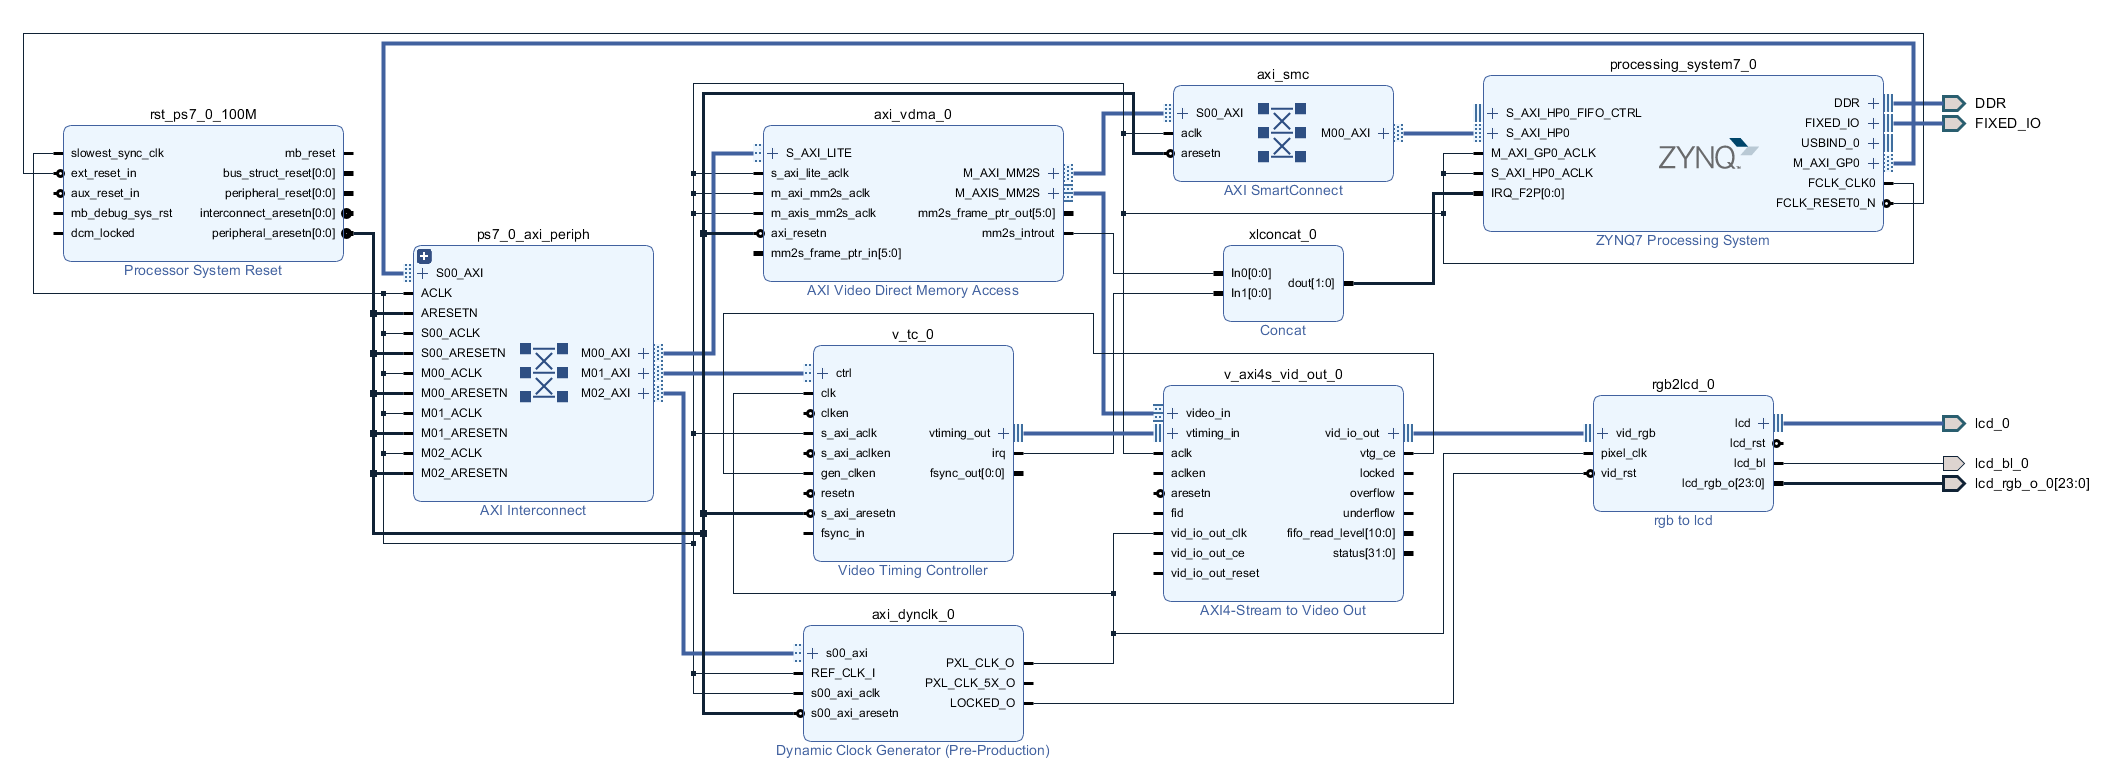 rst_ps7_0_100M
slowest_sync_clk
ext_reset_in
aux_reset_in
mb_debug_sys_rst
dcm_locked
mb_reset
bus_struct_reset[0:0]
peripheral_reset[0:0]
interconnect_aresetn[0:0]
peripheral_aresetn[0:0]
Processor System Reset
ps7_0_axi_periph
S00_AXI
ACLK
ARESETN
S00_ACLK
S00_ARESETN
M00_ACLK
M00_ARESETN
M01_ACLK
M01_ARESETN
M02_ACLK
M02_ARESETN
M00_AXI
M01_AXI
M02_AXI
AXI Interconnect
axi_vdma_0
S_AXI_LITE
s_axi_lite_aclk
m_axi_mm2s_aclk
m_axis_mm2s_aclk
axi_resetn
mm2s_frame_ptr_in[5:0]
M_AXI_MM2S
M_AXIS_MM2S
mm2s_frame_ptr_out[5:0]
mm2s_introut
AXI Video Direct Memory Access
v_tc_0
ctrl
clk
clken
s_axi_aclk
s_axi_aclken
gen_clken
resetn
s_axi_aresetn
fsync_in
vtiming_out
irq
fsync_out[0:0]
Video Timing Controller
axi_dynclk_0
s00_axi
REF_CLK_I
s00_axi_aclk
s00_axi_aresetn
PXL_CLK_O
PXL_CLK_5X_O
LOCKED_O
Dynamic Clock Generator (Pre-Production)
axi_smc
S00_AXI
aclk
aresetn
M00_AXI
AXI SmartConnect
xlconcat_0
In0[0:0]
In1[0:0]
dout[1:0]
Concat
v_axi4s_vid_out_0
video_in
vtiming_in
aclk
aclken
aresetn
fid
vid_io_out_clk
vid_io_out_ce
vid_io_out_reset
vid_io_out
vtg_ce
locked
overflow
underflow
fifo_read_level[10:0]
status[31:0]
AXI4-Stream to Video Out
processing_system7_0
S_AXI_HP0_FIFO_CTRL
S_AXI_HP0
M_AXI_GP0_ACLK
S_AXI_HP0_ACLK
IRQ_F2P[0:0]
ZYNQ
DDR
FIXED_IO
USBIND_0
M_AXI_GP0
FCLK_CLK0
FCLK_RESET0_N
ZYNQ7 Processing System
rgb2lcd_0
vid_rgb
pixel_clk
vid_rst
lcd
lcd_rst
lcd_bl
lcd_rgb_o[23:0]
rgb to lcd
DDR
FIXED_IO
lcd_0
lcd_bl_0
lcd_rgb_o_0[23:0]